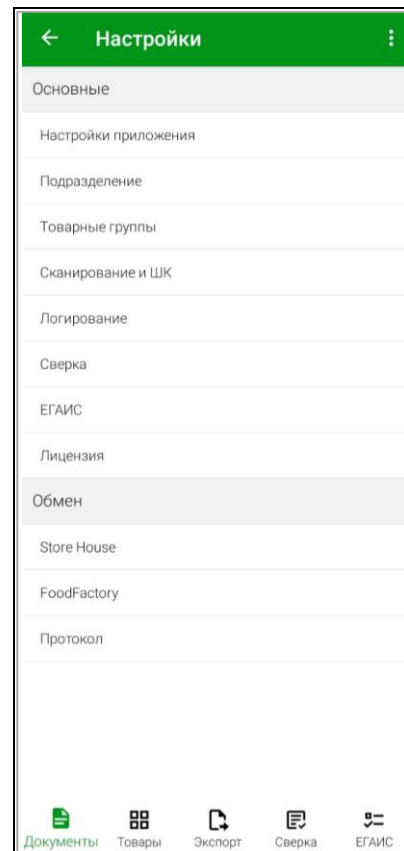 Настройки
Основные
Настройки приложения
Подразделение
Товарные группы
Сканирование и ШК
Логирование
Сверка
ЕГАИС
Лицензия
Обмен
Store House
FoodFactory
Протокол
Документы Товары Экспорт Сверка ЕГАИС